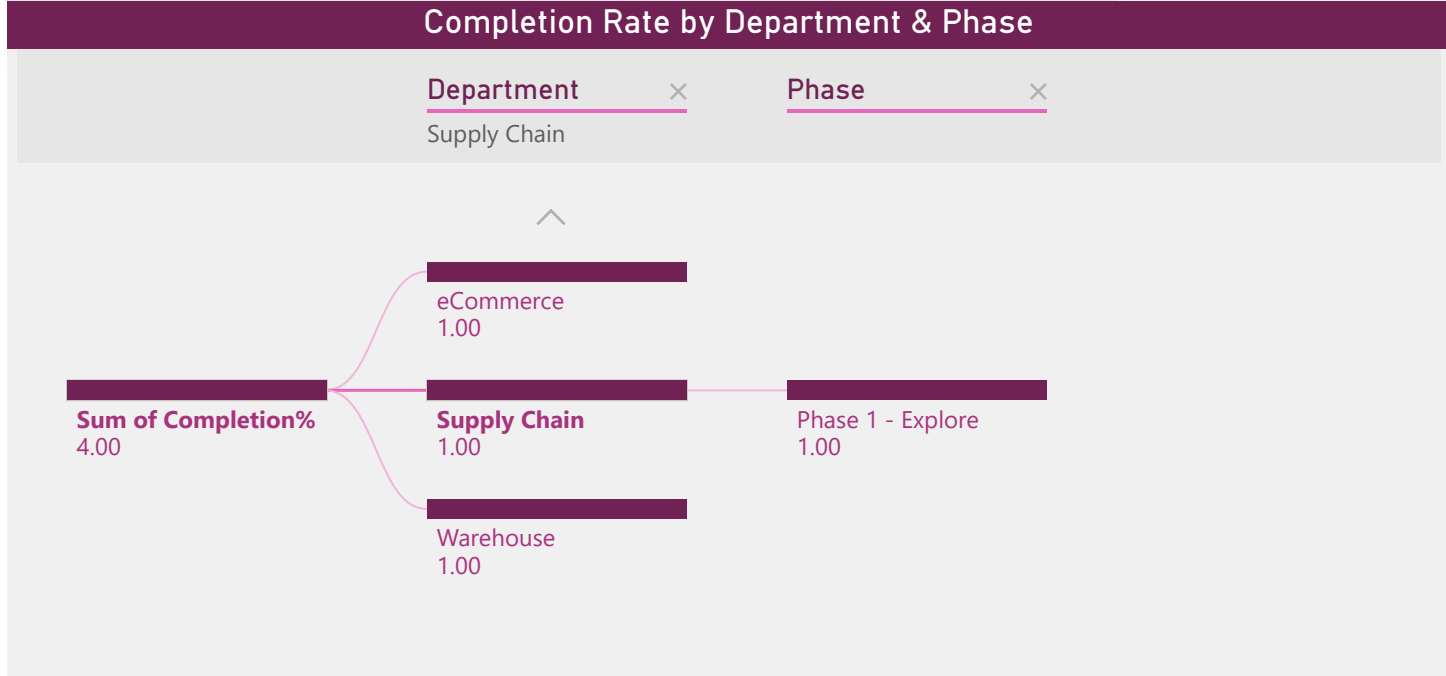 Completion Rate by Department & Phase
Department
Phase
Supply Chain
eCommerce
1.00
Sum of Completion%
4.00
Supply Chain
1.00
Phase 1 - Explore
1.00
Warehouse
1.00